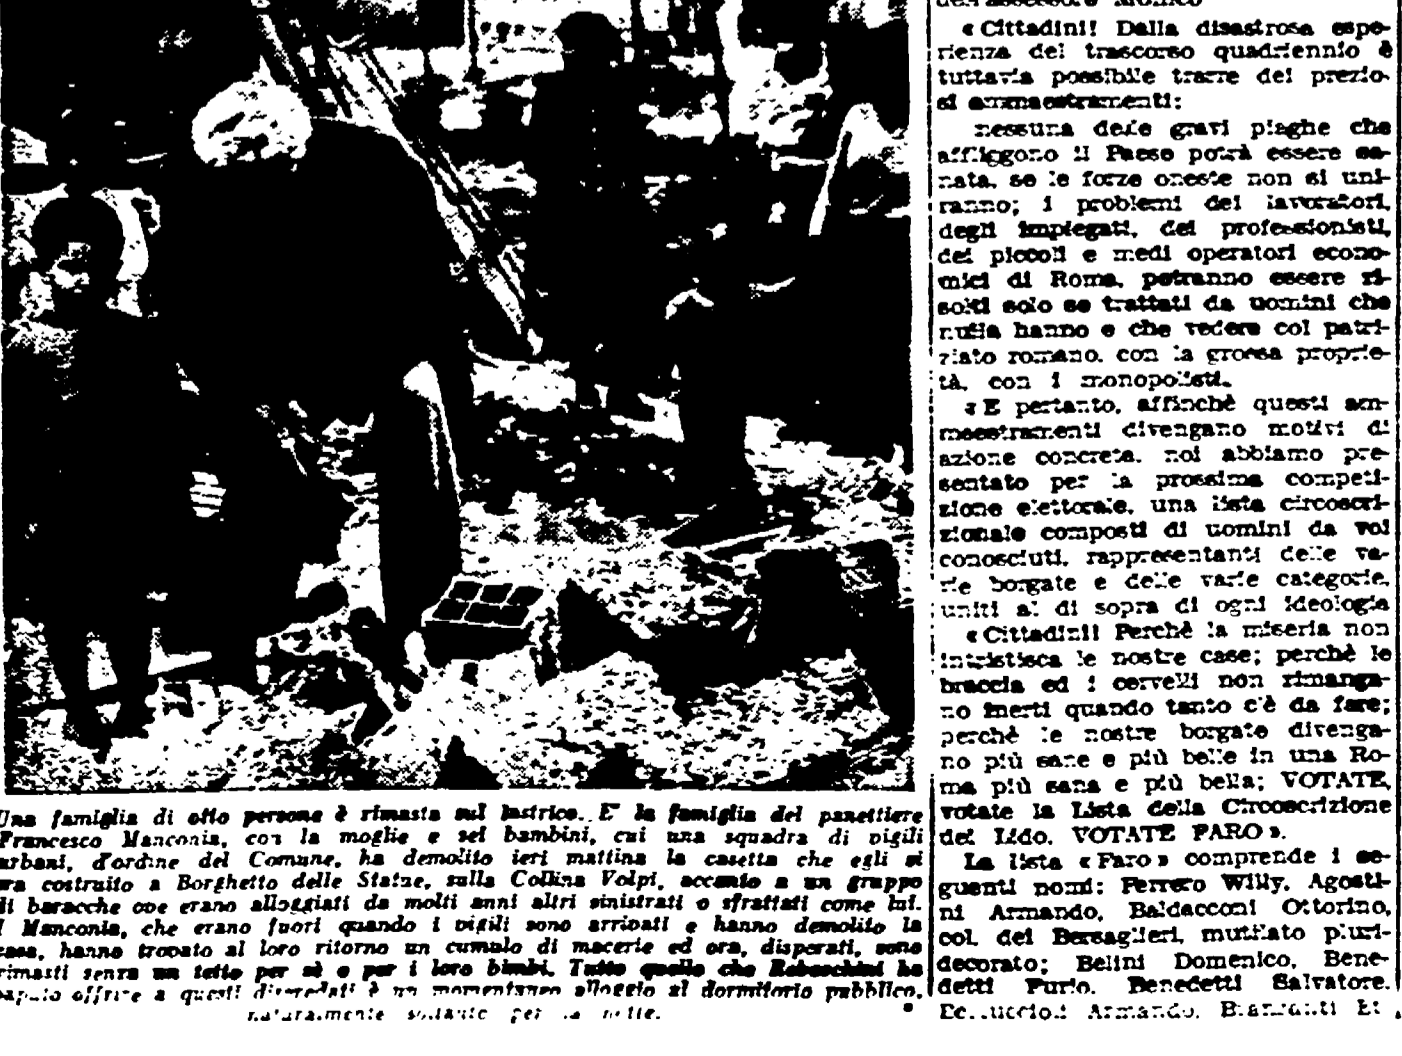 Una famiglia di otto persone è rimasta sul lastrico. E' la famiglia del panettiere
Francesco Manconia, con la moglie e sei bambini, cui una squadra di vigili
urbani, d'ordine del Comune, ha demolito ieri mattina la casetta che egli si
era costruito a Borghetto delle Statue, sulla Collina Volpi, accanto a un gruppo
di baracche ove erano alloggiati da molti anni altri sinistrati o sfrattati come lui.
I Manconia, che erano fuori quando i vigili sono arrivati e hanno demolito la
casa, hanno trovato al loro ritorno un cumulo di macerie ed ora, disperati, sono
rimasti senza un tetto per sè e per i loro bimbi. Tutto quello che Rebecchini ha
saputo offrire a questi diseredati è un momentaneo alloggio al dormitorio pubblico,
naturalmente soltanto per la notte.
dell'assessore
« Cittadini! Dalla disastrosa espe-
rienza del trascorso quadriennio è
tuttavia possibile trarre dei prezio-
si ammaestramenti:
nessuna delle gravi piaghe che
affliggono il Paese potrà essere sa-
nata, se le forze oneste non si uni-
ranno; i problemi dei lavoratori,
degli impiegati, dei professionisti,
dei piccoli e medi operatori econo-
mici di Roma, potranno essere ri-
solti solo se trattati da uomini che
nulla hanno e che vedere col patri-
ziato romano, con la grossa proprie-
tà, con i monopolisti.
« E pertanto, affinchè questi am-
maestramenti divengano motivi di
azione concreta, noi abbiamo pre-
sentato per la prossima competi-
zione elettorale, una lista circoscri-
zionale composti di uomini da voi
conosciuti, rappresentanti delle va-
rie borgate e delle varie categorie,
uniti al di sopra di ogni ideologia
« Cittadini! Perchè la miseria non
intristisca le nostre case; perchè le
braccia ed i cervelli non rimanga-
no inerti quando tanto c'è da fare;
perchè le nostre borgate divenga-
no più sane e più belle in una Ro-
ma più sana e più bella; VOTATE,
votate la Lista della Circoscrizione
del Lido. VOTATE FARO ».
La lista « Faro » comprende i se-
guenti nomi: Ferrero Willy, Agosti-
ni Armando, Baldacconi Ottorino,
col. dei Bersaglieri, mutilato pluri-
decorato; Belini Domenico, Bene-
detti Furio, Benedetti Salvatore,
Armando,